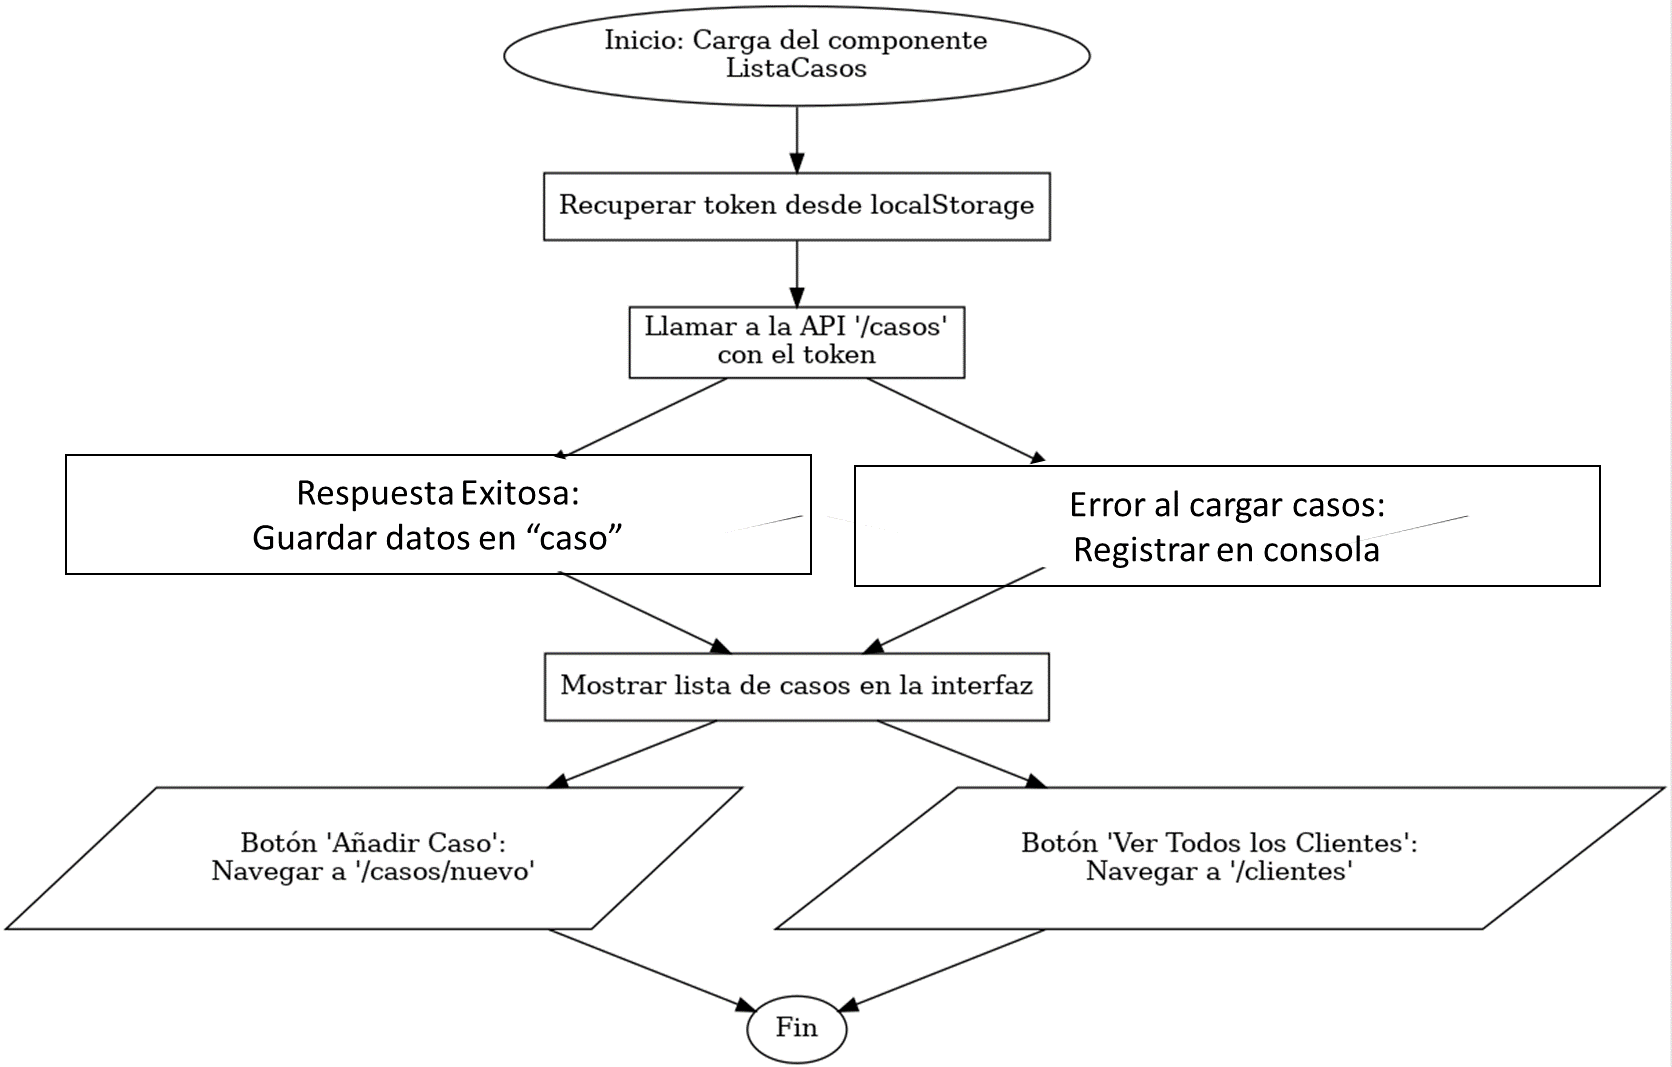 Inicio: Carga del componente
ListaCasos
Recuperar token desde localStorage
Llamar a la API '/casos'
con el token
Respuesta Exitosa:
Guardar datos en “caso”
Error al cargar casos:
Registrar en consola
Mostrar lista de casos en la interfaz
Botón 'Añadir Caso':
Navegar a '/casos/nuevo'
Botón 'Ver Todos los Clientes':
Navegar a '/clientes'
Fin